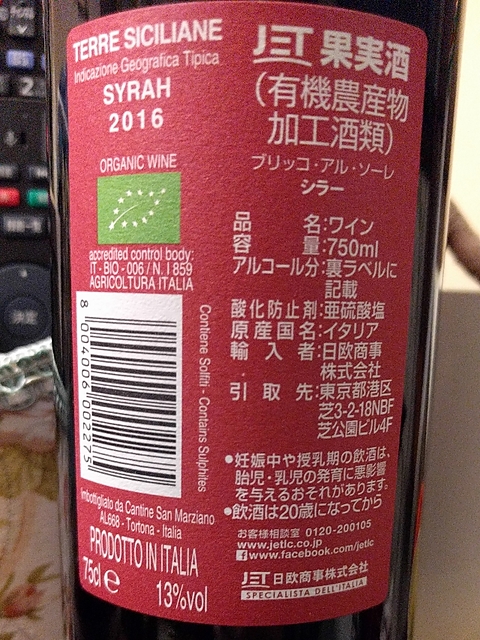 TERRE SICILIANE
Indicazione Geografica Tipica
SYRAH
2016
ORGANIC WINE
accredited control body:
IT - BIO - 006 / N. I 859
AGRICOLTURA ITALIA
8 004006 002275
Contiene Solfiti - Contains Sulphites
Imbottigliato da Cantine San Marziano
AL668 - Tortona - Italia
PRODOTTO IN ITALIA
75cl e 13%vol
JET 果実酒
(有機農産物
加工酒類)
ブリッコ・アル・ソーレ
シラー
品名:ワイン
容量:750ml
アルコール分:裏ラベルに
記載
酸化防止剤:亜硫酸塩
原産国名:イタリア
輸入者:日欧商事
株式会社
引取先:東京都港区
芝3-2-18NBF
芝公園ビル4F
●妊娠中や授乳期の飲酒は、
胎児・乳児の発育に悪影響
を与えるおそれがあります。
●飲酒は20歳になってから
お客様相談室 0120-200105
www.jetlc.co.jp
f www.facebook.com/jetlc
JET 日欧商事株式会社
SPECIALISTA DELL'ITALIA
2
決定